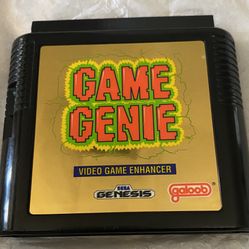 GAME
GENIE
VIDEO GAME ENHANCER
SEGA
GENESIS
galoob